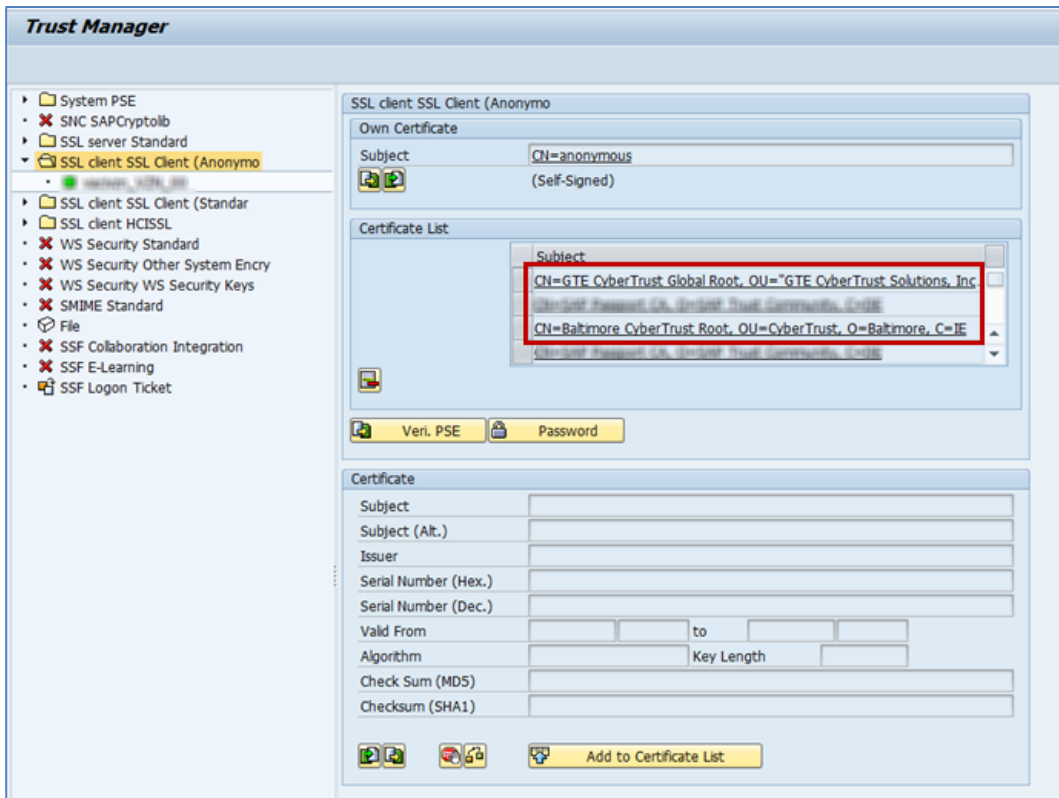 Trust Manager
System PSE
SNC SAPCryptolib
SSL server Standard
SSL client SSL Client (Anonymo
SSL client SSL Client (Standar
SSL client HCISSL
WS Security Standard
WS Security Other System Encry
WS Security WS Security Keys
SMIME Standard
File
SSF Collaboration Integration
SSF E-Learning
SSF Logon Ticket
SSL client SSL Client (Anonymo
Own Certificate
Subject CN=anonymous
(Self-Signed)
Certificate List
Subject
CN=GTE CyberTrust Global Root, OU="GTE CyberTrust Solutions, Inc
CN=Baltimore CyberTrust Root, OU=CyberTrust, O=Baltimore, C=IE
Veri. PSE Password
Certificate
Subject
Subject (Alt.)
Issuer
Serial Number (Hex.)
Serial Number (Dec.)
Valid From to
Algorithm Key Length
Check Sum (MD5)
Checksum (SHA1)
Add to Certificate List